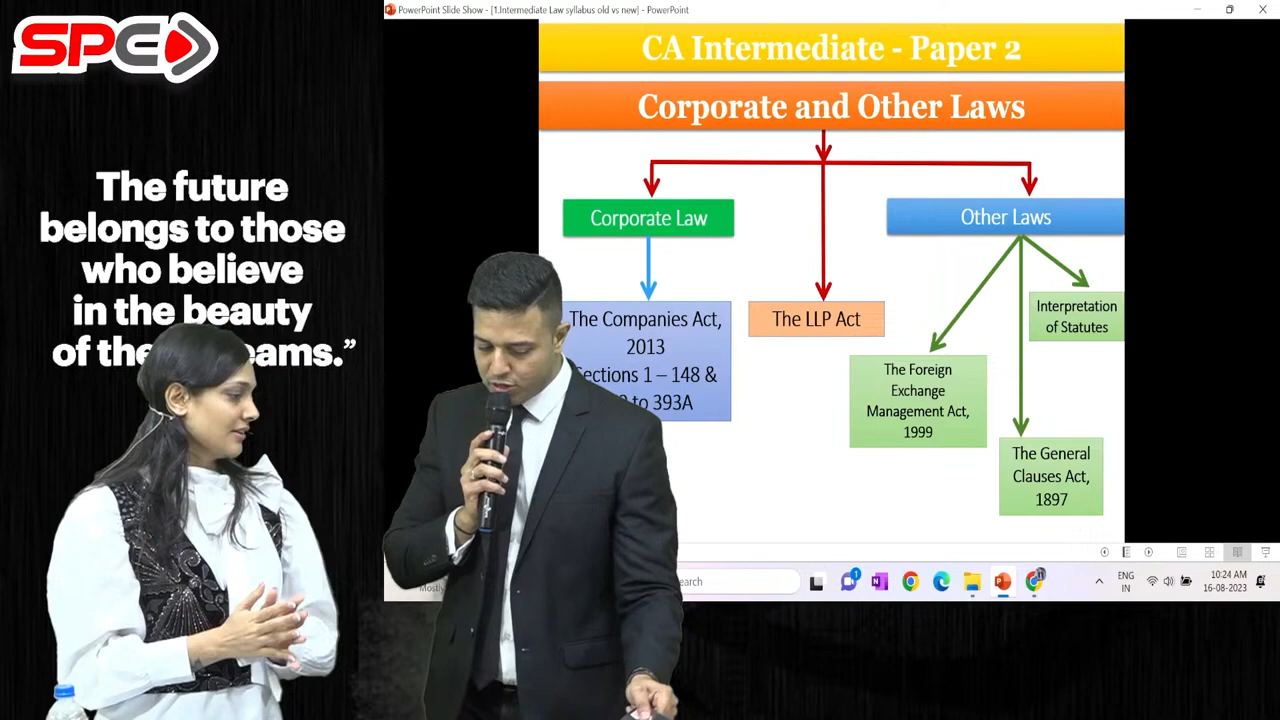 SPC
PowerPoint Slide Show - [1.Intermediate Law syllabus old vs new] - PowerPoint
CA Intermediate - Paper 2
Corporate and Other Laws
The future
belongs to those
who believe
in the beauty
of the
eams.”
Corporate Law
Other Laws
The Companies Act,
2013
ections 1 – 148 &
to 393A
The LLP Act
Interpretation
of Statutes
The Foreign
Exchange
Management Act,
1999
The General
Clauses Act,
1897
Mostly
earch
1
ENG
IN
10:24 AM
16-08-2023